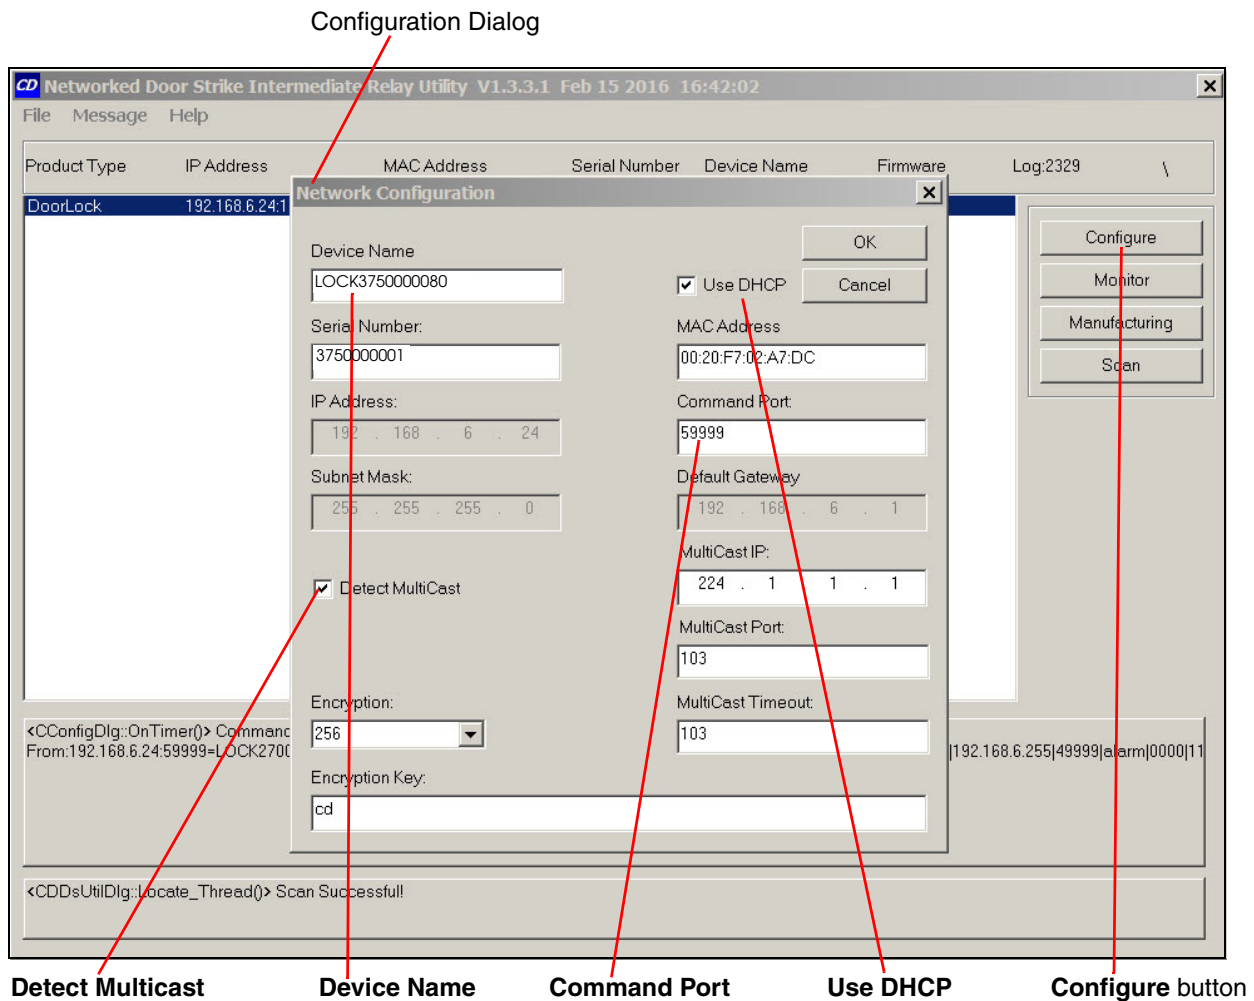 Configuration Dialog
CD Networked Door Strike Intermediate Relay Utility V1.3.3.1 Feb 15 2016 16:42:02
File Message Help
Product Type IP Address MAC Address Serial Number Device Name Firmware Log:2329 \
DoorLock 192.168.6.24:1
Network Configuration
Configure
Monitor
Manufacturing
Scan
OK
Cancel
Device Name
LOCK3750000080
Use DHCP
Serial Number:
3750000001
MAC Address
00:20:F7:02:A7:DC
IP Address:
192 . 168 . 6 . 24
Command Port:
59999
Subnet Mask:
255 . 255 . 255 . 0
Default Gateway
192 . 168 . 6 . 1
MultiCast IP:
224 . 1 1 . 1
Detect MultiCast
MultiCast Port:
103
Encryption:
256
MultiCast Timeout:
103
Encryption Key:
cd
<CConfigDlg::OnTimer()> Command
From:192.168.6.24:59999=LOCK2700 |192.168.6.255|49999|alarm|0000|11
<CDDsUtilDlg::Locate_Thread()> Scan Successful!
Detect Multicast Device Name Command Port Use DHCP Configure button